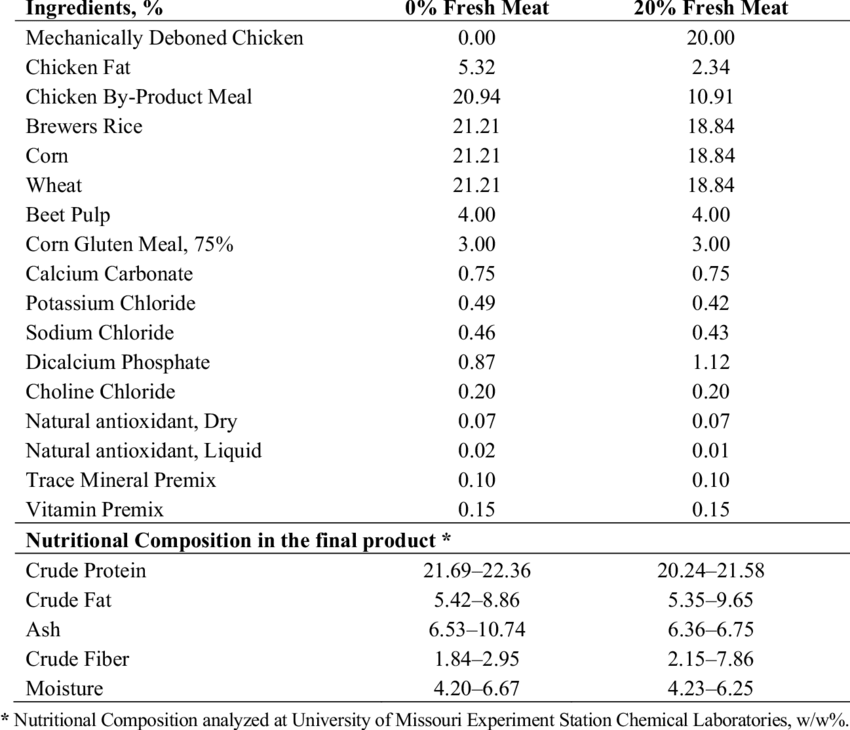 Ingredients, % 0% Fresh Meat 20% Fresh Meat
Mechanically Deboned Chicken 0.00 20.00
Chicken Fat 5.32 2.34
Chicken By-Product Meal 20.94 10.91
Brewers Rice 21.21 18.84
Corn 21.21 18.84
Wheat 21.21 18.84
Beet Pulp 4.00 4.00
Corn Gluten Meal, 75% 3.00 3.00
Calcium Carbonate 0.75 0.75
Potassium Chloride 0.49 0.42
Sodium Chloride 0.46 0.43
Dicalcium Phosphate 0.87 1.12
Choline Chloride 0.20 0.20
Natural antioxidant, Dry 0.07 0.07
Natural antioxidant, Liquid 0.02 0.01
Trace Mineral Premix 0.10 0.10
Vitamin Premix 0.15 0.15
Nutritional Composition in the final product *
Crude Protein 21.69–22.36 20.24–21.58
Crude Fat 5.42–8.86 5.35–9.65
Ash 6.53–10.74 6.36–6.75
Crude Fiber 1.84–2.95 2.15–7.86
Moisture 4.20–6.67 4.23–6.25
* Nutritional Composition analyzed at University of Missouri Experiment Station Chemical Laboratories, w/w%.